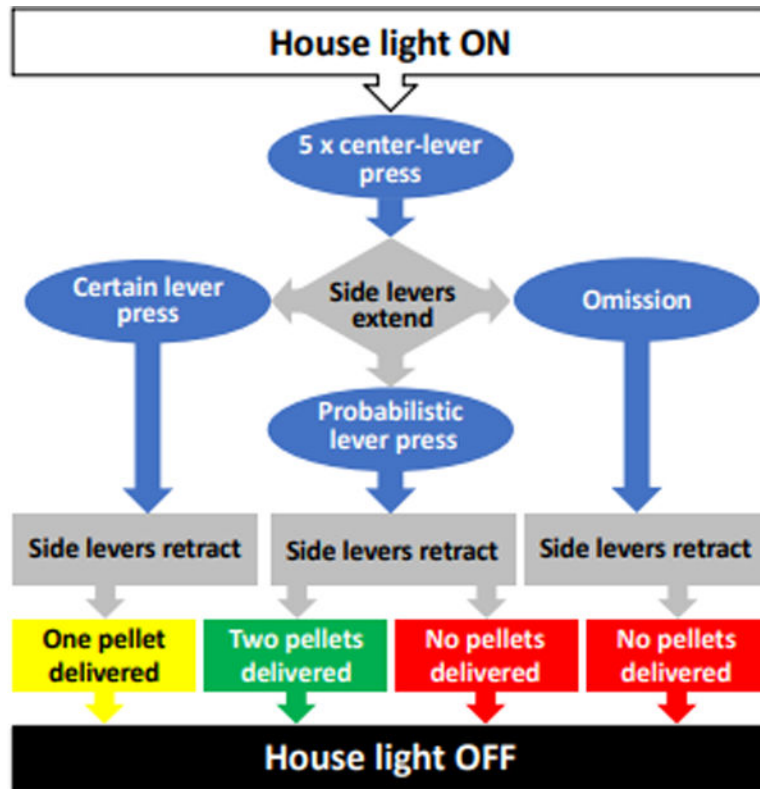 House light ON
5 x center-lever
press
Certain lever
press
Side levers
extend
Omission
Probabilistic
lever press
Side levers retract
Side levers retract
Side levers retract
One pellet
delivered
Two pellets
delivered
No pellets
delivered
No pellets
delivered
House light OFF